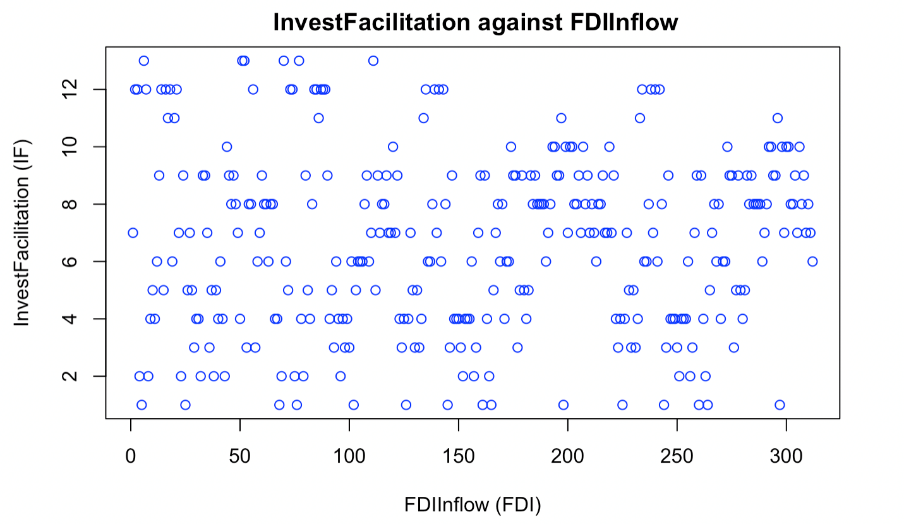 InvestFacilitation against FDIInflow
InvestFacilitation (IF)
12
10
8
6
4
2
0 50 100 150 200 250 300
FDIInflow (FDI)